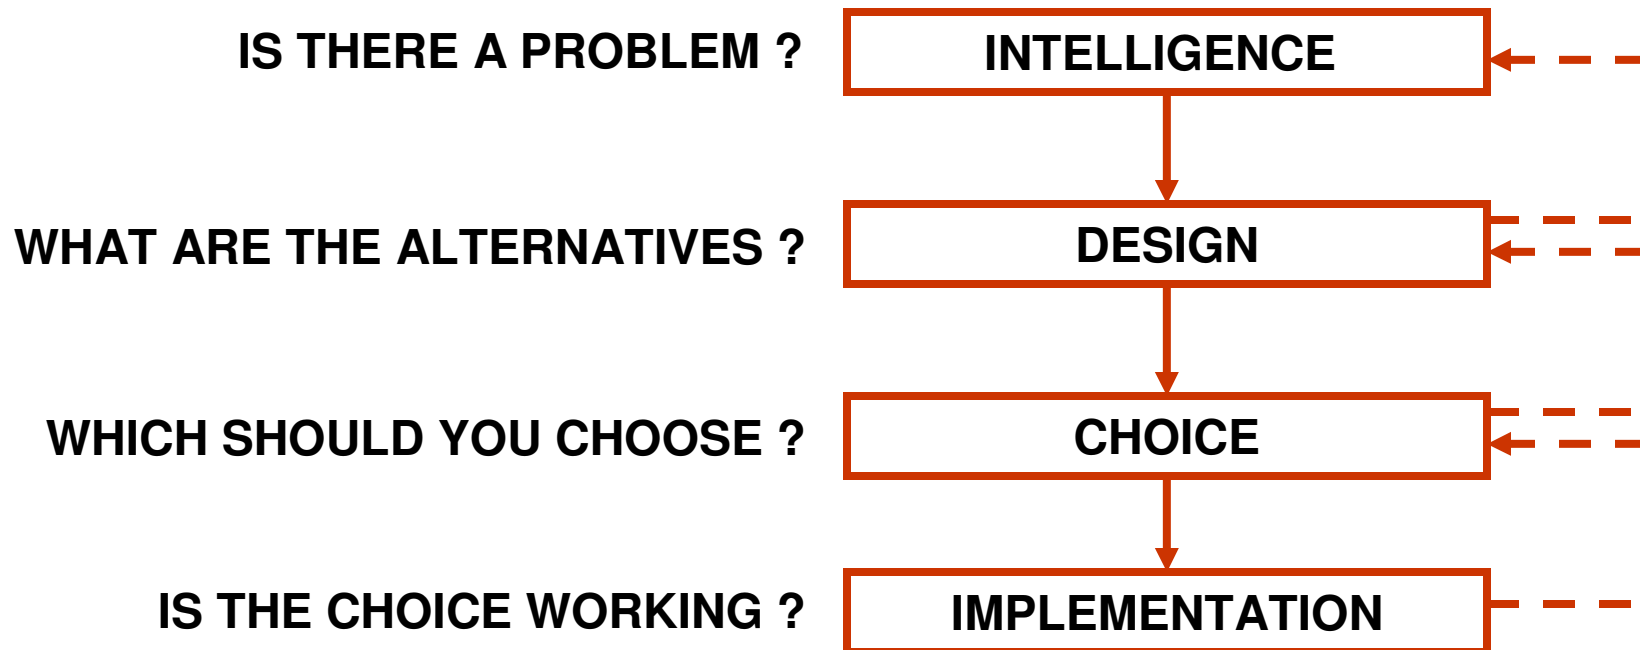 IS THERE A PROBLEM ? INTELLIGENCE
WHAT ARE THE ALTERNATIVES ? DESIGN
WHICH SHOULD YOU CHOOSE ? CHOICE
IS THE CHOICE WORKING ? IMPLEMENTATION